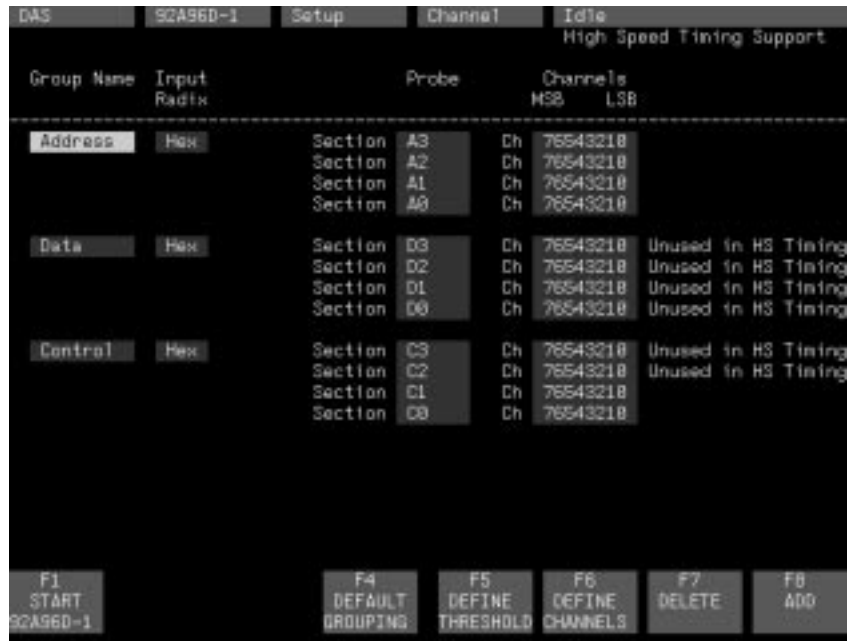 DAS 92A96D-1 Setup Channel Idle
High Speed Timing Support
Group Name Input Radix Probe Channels
MSB LSB
Address Hex Section A3 Ch 76543210
Section A2 Ch 76543210
Section A1 Ch 76543210
Section A0 Ch 76543210
Data Hex Section D3 Ch 76543210 Unused in HS Timing
Section D2 Ch 76543210 Unused in HS Timing
Section D1 Ch 76543210 Unused in HS Timing
Section D0 Ch 76543210 Unused in HS Timing
Control Hex Section C3 Ch 76543210 Unused in HS Timing
Section C2 Ch 76543210 Unused in HS Timing
Section C1 Ch 76543210
Section C0 Ch 76543210
F1 START 92A96D-1
F4 DEFAULT GROUPING
F5 DEFINE THRESHOLD
F6 DEFINE CHANNELS
F7 DELETE
F8 ADD